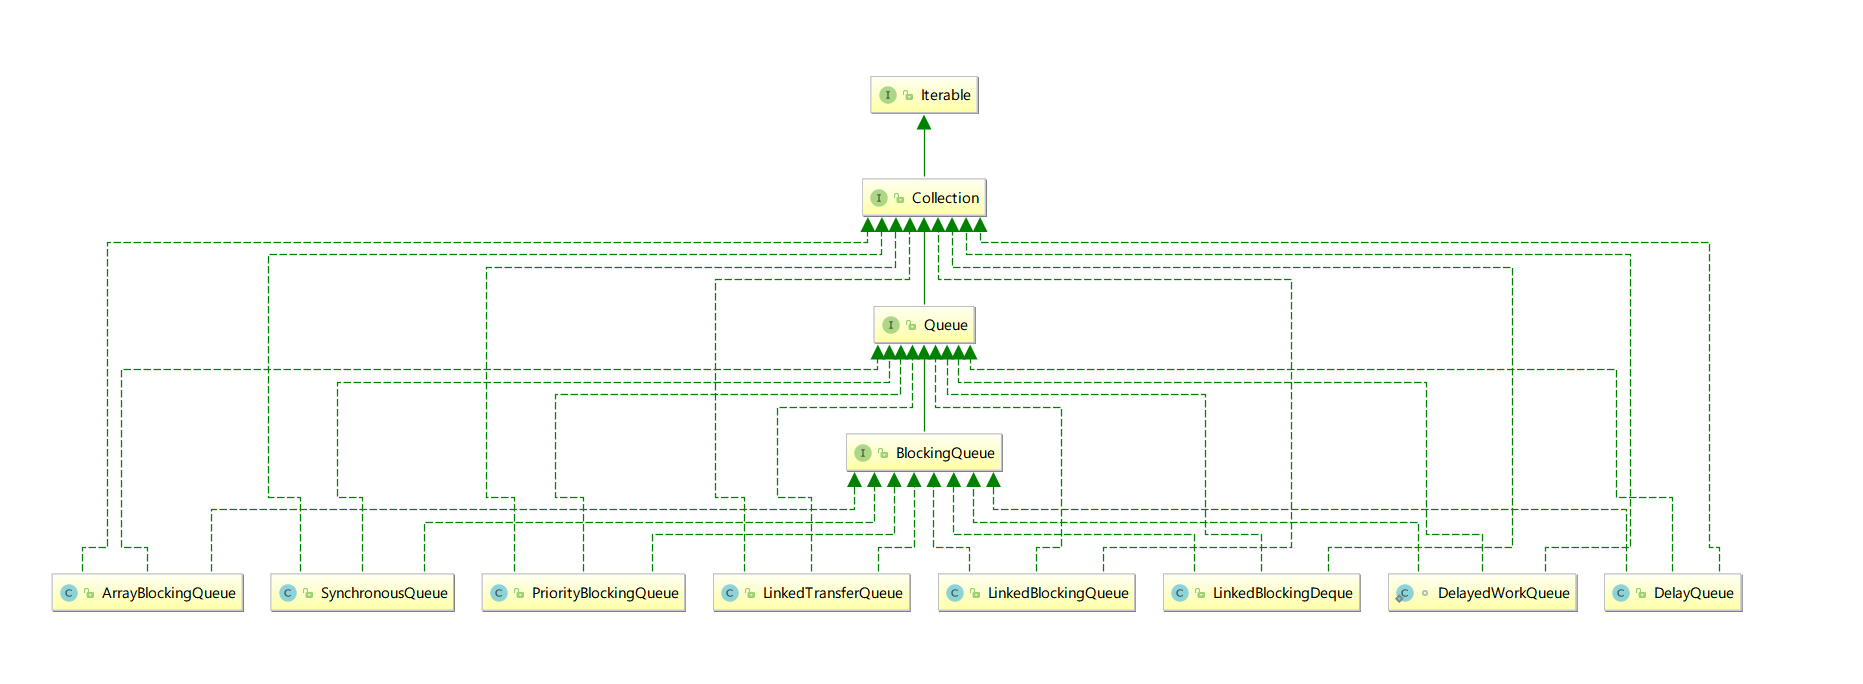 I Iterable
I Collection
I Queue
I BlockingQueue
C ArrayBlockingQueue
C SynchronousQueue
C PriorityBlockingQueue
C LinkedTransferQueue
C LinkedBlockingQueue
C LinkedBlockingDeque
C DelayedWorkQueue
C DelayQueue